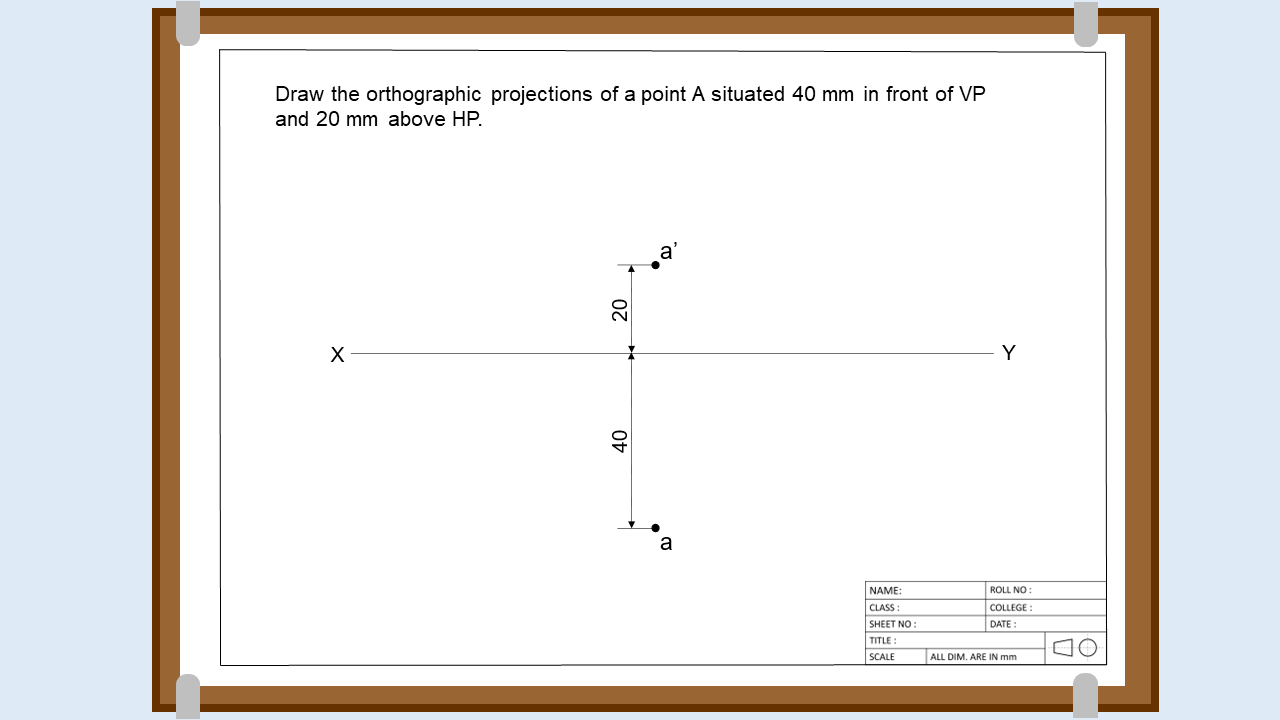 Draw the orthographic projections of a point A situated 40 mm in front of VP
and 20 mm above HP.
a’
20
X
Y
40
a
NAME:
ROLL NO :
CLASS :
COLLEGE :
SHEET NO :
DATE :
TITLE :
SCALE
ALL DIM. ARE IN mm